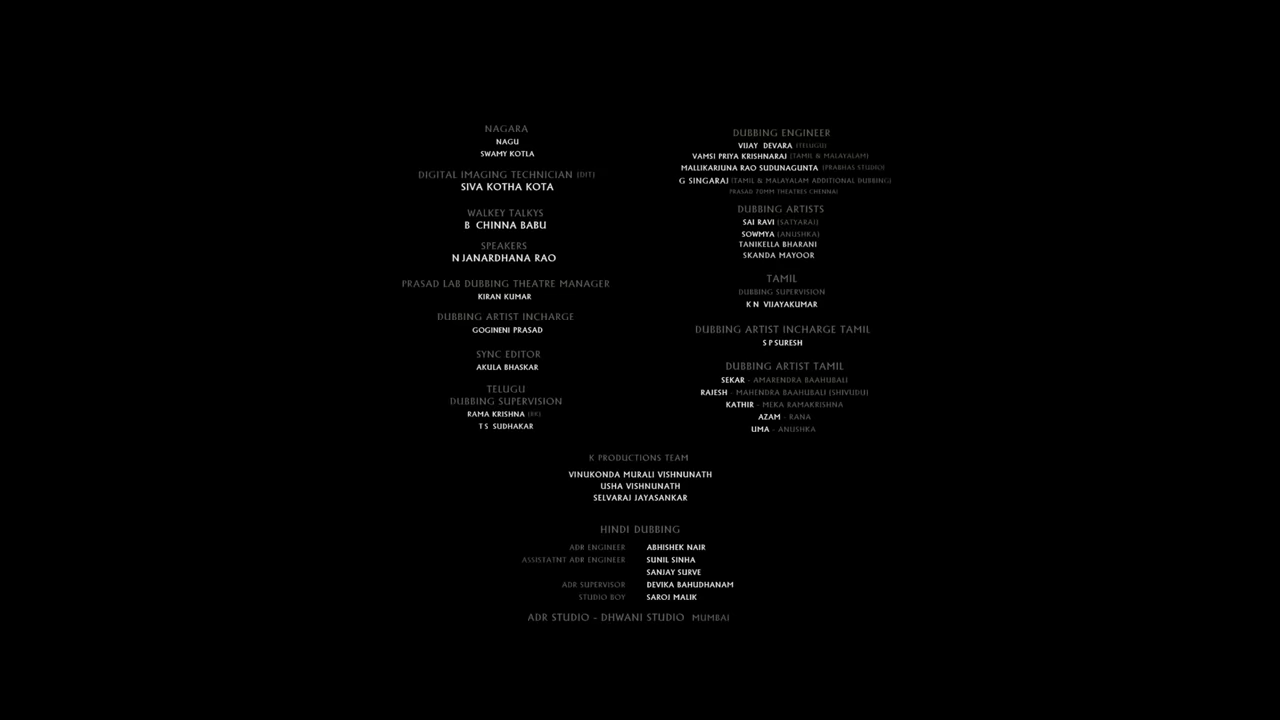 NAGARA
NAGU
SWAMY KOTLA
DIGITAL IMAGING TECHNICIAN (DIT)
SIVA KOTHA KOTA
WALKEY TALKYS
B CHINNA BABU
SPEAKERS
N JANARDHANA RAO
PRASAD LAB DUBBING THEATRE MANAGER
KIRAN KUMAR
DUBBING ARTIST INCHARGE
GOGINENI PRASAD
SYNC EDITOR
AKULA BHASKAR
TELUGU
DUBBING SUPERVISION
RAMA KRISHNA (RK)
T S SUDHAKAR
DUBBING ENGINEER
VIJAY DEVARA (TELUGU)
VAMSI PRIYA KRISHNARAJ (TAMIL & MALAYALAM)
MALLIKARJUNA RAO SUDUNAGUNTA (PRABHAS STUDIO)
G SINGARAJ (TAMIL & MALAYALAM ADDITIONAL DUBBING)
PRASAD 70MM THEATRES CHENNAI
DUBBING ARTISTS
SAI RAVI (SATYARAJ)
SOWMYA (ANUSHKA)
TANIKELLA BHARANI
SKANDA MAYOOR
TAMIL
DUBBING SUPERVISION
K N VIJAYAKUMAR
DUBBING ARTIST INCHARGE TAMIL
S P SURESH
DUBBING ARTIST TAMIL
SEKAR - AMARENDRA BAAHUBALI
RAJESH - MAHENDRA BAAHUBALI (SHIVUDU)
KATHIR - MEKA RAMAKRISHNA
AZAM - RANA
UMA - ANUSHKA
K PRODUCTIONS TEAM
VINUKONDA MURALI VISHNUNATH
USHA VISHNUNATH
SELVARAJ JAYASANKAR
HINDI DUBBING
ADR ENGINEER ABHISHEK NAIR
ASSISTATNT ADR ENGINEER SUNIL SINHA
SANJAY SURVE
ADR SUPERVISOR DEVIKA BAHUDHANAM
STUDIO BOY SAROJ MALIK
ADR STUDIO - DHWANI STUDIO MUMBAI